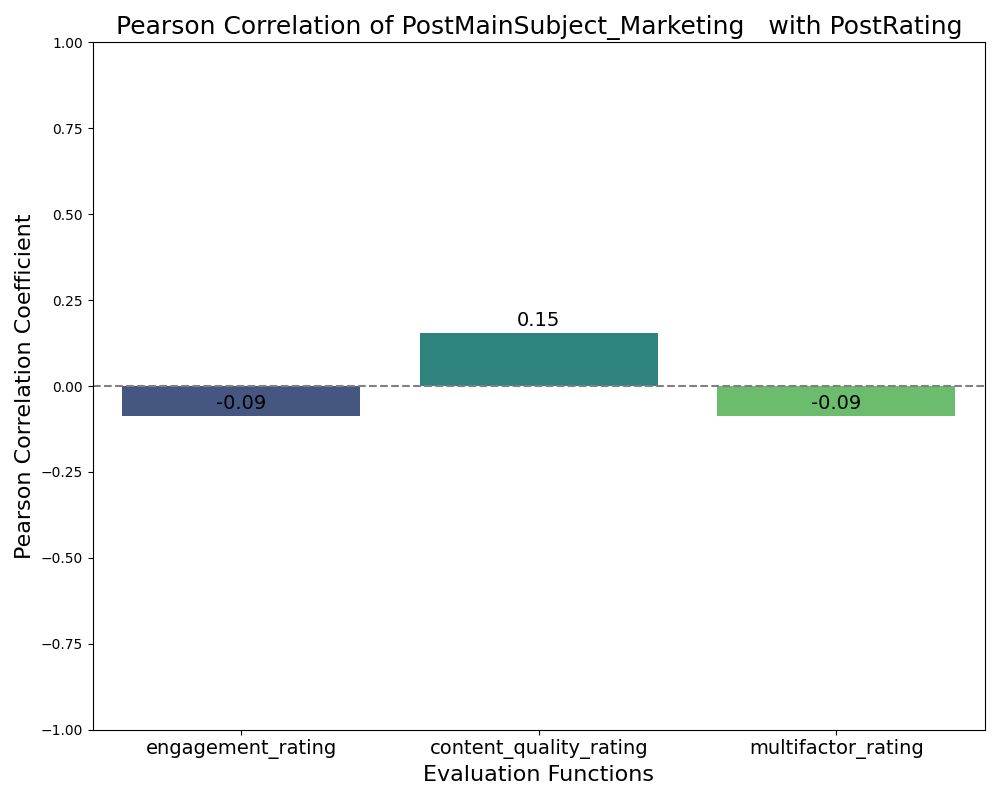 Pearson Correlation of PostMainSubject_Marketing   with PostRating
1.00
0.75
0.50
0.25
0.00
−0.25
−0.50
−0.75
−1.00
Pearson Correlation Coefficient
-0.09
0.15
-0.09
engagement_rating
content_quality_rating
multifactor_rating
Evaluation Functions